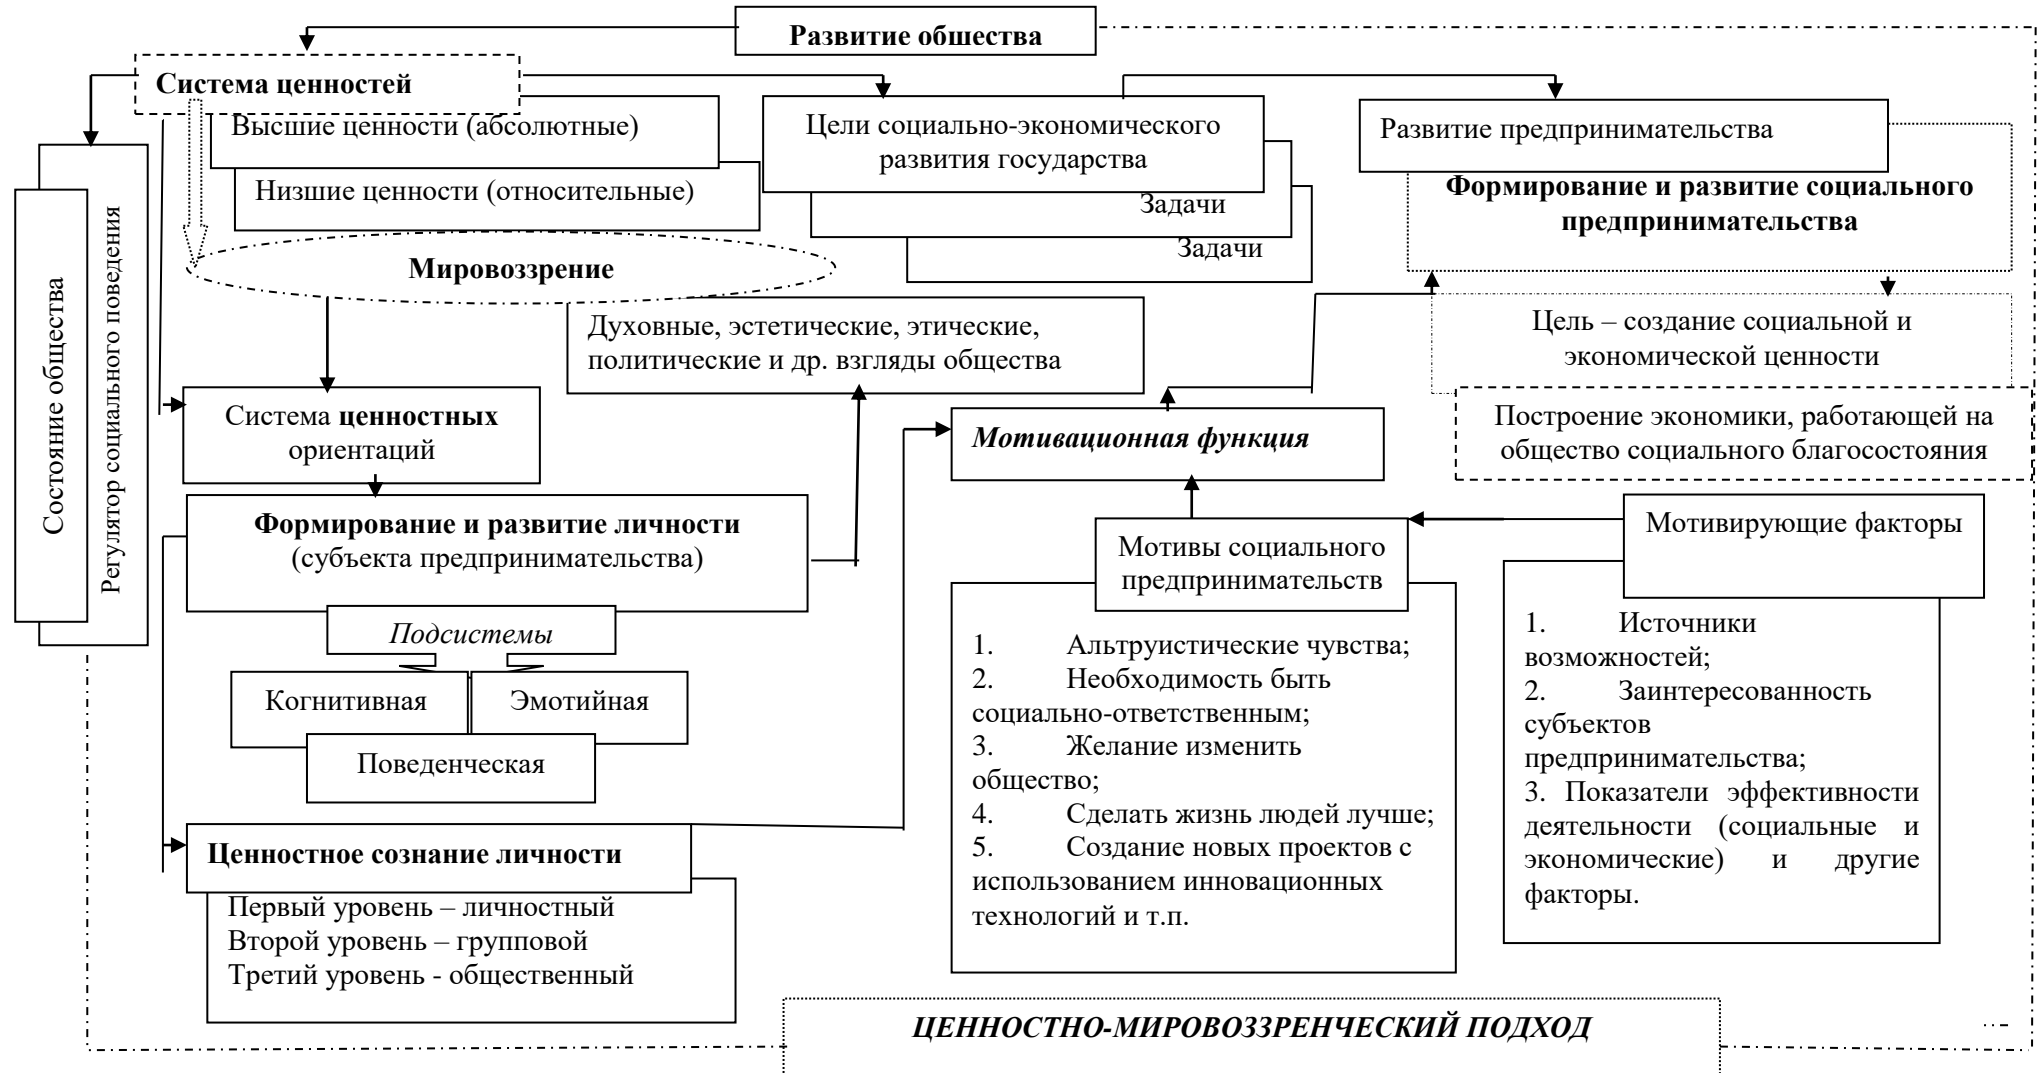 Развитие обшества
Система ценностей
Высшие ценности (абсолютные)
Низшие ценности (относительные)
Цели социально-экономического
развития государства
Задачи
Задачи
Развитие предпринимательства
Формирование и развитие социального
предпринимательства
Состояние общества
Регулятор социального поведения
Мировоззрение
Духовные, эстетические, этические,
политические и др. взгляды общества
Цель – создание социальной и
экономической ценности
Построение экономики, работающей на
общество социального благосостояния
Система ценностных
ориентаций
Мотивационная функция
Формирование и развитие личности
(субъекта предпринимательства)
Подсистемы
Когнитивная
Эмотийная
Поведенческая
Мотивы социального
предпринимательств
1. Альтруистические чувства;
2. Необходимость быть
социально-ответственным;
3. Желание изменить
общество;
4. Сделать жизнь людей лучше;
5. Создание новых проектов с
использованием инновационных
технологий и т.п.
Мотивирующие факторы
1. Источники
возможностей;
2. Заинтересованность
субъектов
предпринимательства;
3. Показатели эффективности
деятельности (социальные и
экономические) и другие
факторы.
Ценностное сознание личности
Первый уровень – личностный
Второй уровень – групповой
Третий уровень - общественный
ЦЕННОСТНО-МИРОВОЗЗРЕНЧЕСКИЙ ПОДХОД